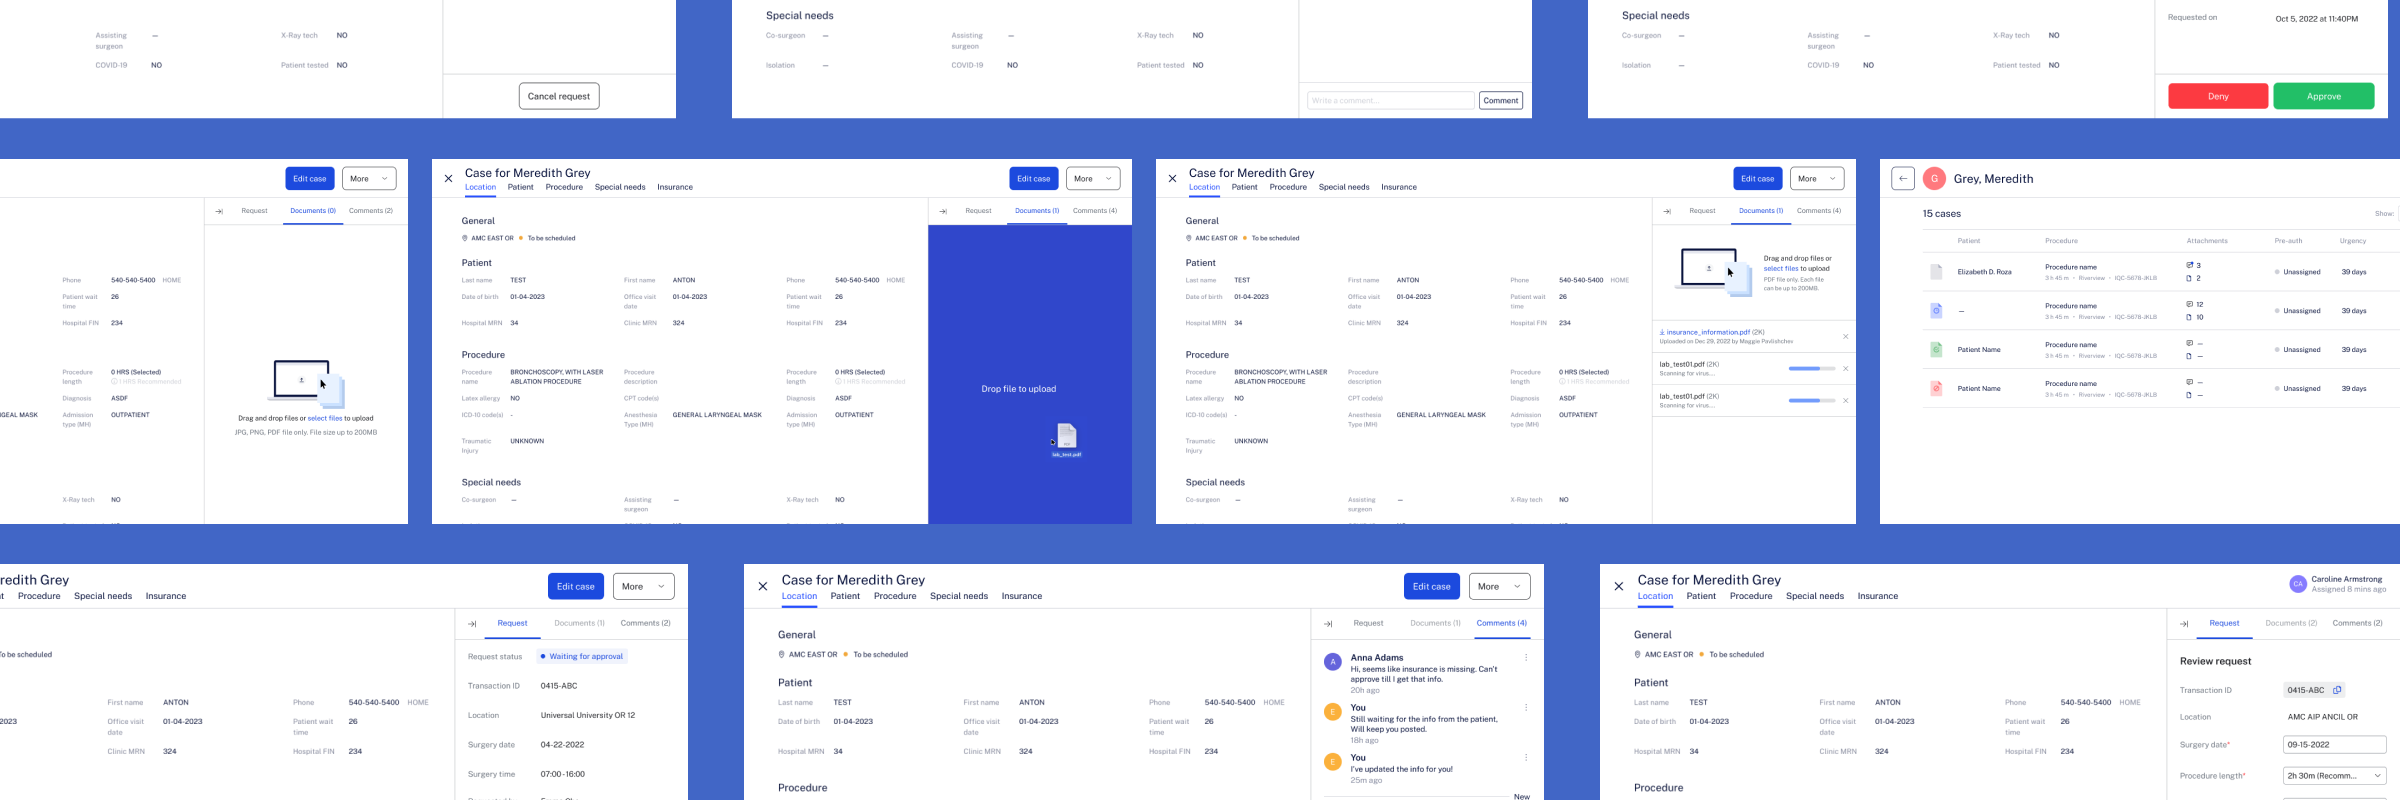 Assisting surgeon — X-Ray tech NO
COVID-19 NO Patient tested NO
Cancel request
Special needs
Co-surgeon — Assisting surgeon — X-Ray tech NO
Isolation — COVID-19 NO Patient tested NO
Write a comment... Comment
Special needs
Co-surgeon — Assisting surgeon — X-Ray tech NO
Isolation — COVID-19 NO Patient tested NO
Requested on Oct 5, 2022 at 11:40PM
Deny Approve
Edit case More
Request Documents (0) Comments (2)
Phone 540-540-5400 HOME
Patient wait time 26
Hospital FIN 234
Procedure length 0 HRS (Selected)
1 HRS Recommended
Diagnosis ASDF
GEAL MASK Admission type (MH) OUTPATIENT
X-Ray tech NO
Drag and drop files or select files to upload
JPG, PNG, PDF file only. File size up to 200MB
Case for Meredith Grey
Location Patient Procedure Special needs Insurance
Edit case More
Request Documents (1) Comments (4)
General
AMC EAST OR To be scheduled
Patient
Last name TEST First name ANTON Phone 540-540-5400 HOME
Date of birth 01-04-2023 Office visit date 01-04-2023 Patient wait time 26
Hospital MRN 34 Clinic MRN 324 Hospital FIN 234
Procedure
Procedure name BRONCHOSCOPY, WITH LASER ABLATION PROCEDURE Procedure description Procedure length 0 HRS (Selected)
1 HRS Recommended
Latex allergy NO CPT code(s) Diagnosis ASDF
ICD-10 code(s) - Anesthesia Type (MH) GENERAL LARYNGEAL MASK Admission type (MH) OUTPATIENT
Traumatic Injury UNKNOWN
Special needs
Co-surgeon — Assisting surgeon — X-Ray tech NO
Drop file to upload
lab_test.pdf
Case for Meredith Grey
Location Patient Procedure Special needs Insurance
Edit case More
Request Documents (1) Comments (4)
General
AMC EAST OR To be scheduled
Patient
Last name TEST First name ANTON Phone 540-540-5400 HOME
Date of birth 01-04-2023 Office visit date 01-04-2023 Patient wait time 26
Hospital MRN 34 Clinic MRN 324 Hospital FIN 234
Procedure
Procedure name BRONCHOSCOPY, WITH LASER ABLATION PROCEDURE Procedure description Procedure length 0 HRS (Selected)
1 HRS Recommended
Latex allergy NO CPT code(s) Diagnosis ASDF
ICD-10 code(s) - Anesthesia Type (MH) GENERAL LARYNGEAL MASK Admission type (MH) OUTPATIENT
Traumatic Injury UNKNOWN
Special needs
Co-surgeon — Assisting surgeon — X-Ray tech NO
Drag and drop files or
select files to upload
PDF file only. Each file
can be up to 200MB.
insurance_information.pdf (2K)
Uploaded on Dec 29, 2022 by Maggie Pavlishchev
lab_test01.pdf (2K)
Scanning for virus...
lab_test01.pdf (2K)
Scanning for virus...
G Grey, Meredith
15 cases Show:
Patient Procedure Attachments Pre-auth Urgency
Elizabeth D. Roza Procedure name 3 Unassigned 39 days
3 h 45 m • Riverview • IQC-5678-JKLB 2
— Procedure name 12 Unassigned 39 days
3 h 45 m • Riverview • IQC-5678-JKLB 10
Patient Name Procedure name — Unassigned 39 days
3 h 45 m • Riverview • IQC-5678-JKLB —
Patient Name Procedure name — Unassigned 39 days
3 h 45 m • Riverview • IQC-5678-JKLB —
redith Grey
t Procedure Special needs Insurance
Edit case More
Request Documents (1) Comments (2)
To be scheduled
First name ANTON Phone 540-540-5400 HOME
2023 Office visit date 01-04-2023 Patient wait time 26
Clinic MRN 324 Hospital FIN 234
Request status Waiting for approval
Transaction ID 0415-ABC
Location Universal University OR 12
Surgery date 04-22-2022
Surgery time 07:00 - 16:00
Case for Meredith Grey
Location Patient Procedure Special needs Insurance
Edit case More
Request Documents (1) Comments (4)
General
AMC EAST OR To be scheduled
Patient
Last name TEST First name ANTON Phone 540-540-5400 HOME
Date of birth 01-04-2023 Office visit date 01-04-2023 Patient wait time 26
Hospital MRN 34 Clinic MRN 324 Hospital FIN 234
Procedure
A Anna Adams
Hi, seems like insurance is missing. Can't
approve till I get that info.
20h ago
E You
Still waiting for the info from the patient,
Will keep you posted.
18h ago
E You
I've updated the info for you!
25m ago
New
Case for Meredith Grey
Location Patient Procedure Special needs Insurance
CA Caroline Armstrong
Assigned 8 mins ago
Request Documents (2) Comments (2)
General
AMC EAST OR To be scheduled
Patient
Last name TEST First name ANTON Phone 540-540-5400 HOME
Date of birth 01-04-2023 Office visit date 01-04-2023 Patient wait time 26
Hospital MRN 34 Clinic MRN 324 Hospital FIN 234
Procedure
Review request
Transaction ID 0415-ABC
Location AMC AIP ANCIL OR
Surgery date* 09-15-2022
Procedure length* 2h 30m (Recomm...